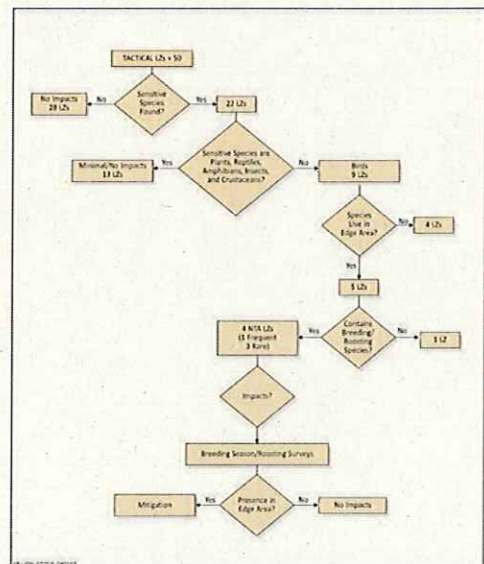 TACTICAL LZs = 50
Sensitive
Species
Found?
No
Yes
No Impacts
28 LZs
22 LZs
Sensitive Species are
Plants, Reptiles,
Amphibians, Insects,
and Crustaceans?
Yes
No
Minimal/No Impacts
13 LZs
Birds
9 LZs
Species
Live in
Edge Area?
No
4 LZs
Yes
5 LZs
Contains
Breeding/
Roosting
Species?
Yes
No
4 NTA LZs
(1 Frequent
3 Rare)
1 LZ
Impacts?
Breeding Season/Roosting Surveys
Presence in
Edge Area?
Yes
No
Mitigation
No Impacts